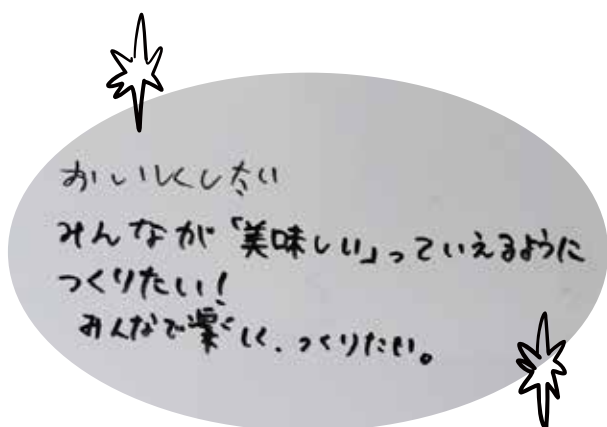 おいしくしたい
みんなが「美味しい」っていえるように
つくりたい!
みんなで楽しく、つくりたい。